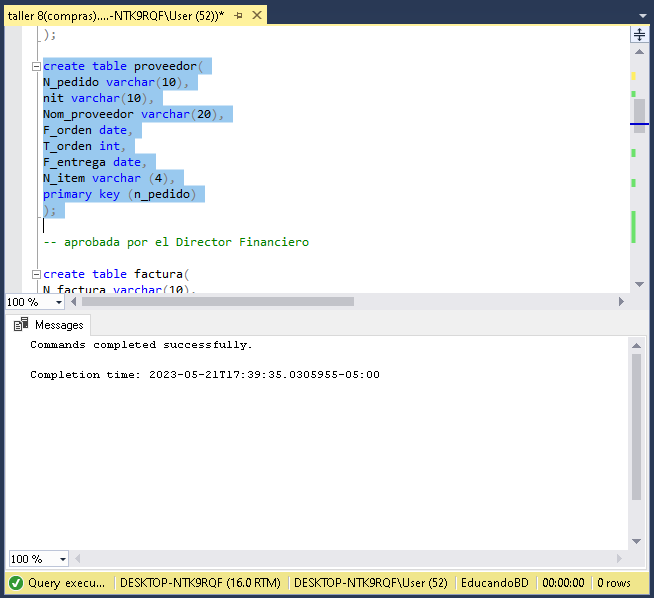 taller 8(compras)....-NTK9RQF\User (52))*
);
create table proveedor(
N_pedido varchar(10),
nit varchar(10),
Nom_proveedor varchar(20),
F_orden date,
T_orden int,
F_entrega date,
N_item varchar (4),
primary key (n_pedido)
);
-- aprobada por el Director Financiero
create table factura(
N_factura varchar(10),
100 %
Messages
Commands completed successfully.
Completion time: 2023-05-21T17:39:35.0305955-05:00
100 %
Query execu... DESKTOP-NTK9RQF (16.0 RTM) DESKTOP-NTK9RQF\User (52) EducandoBD 00:00:00 0 rows